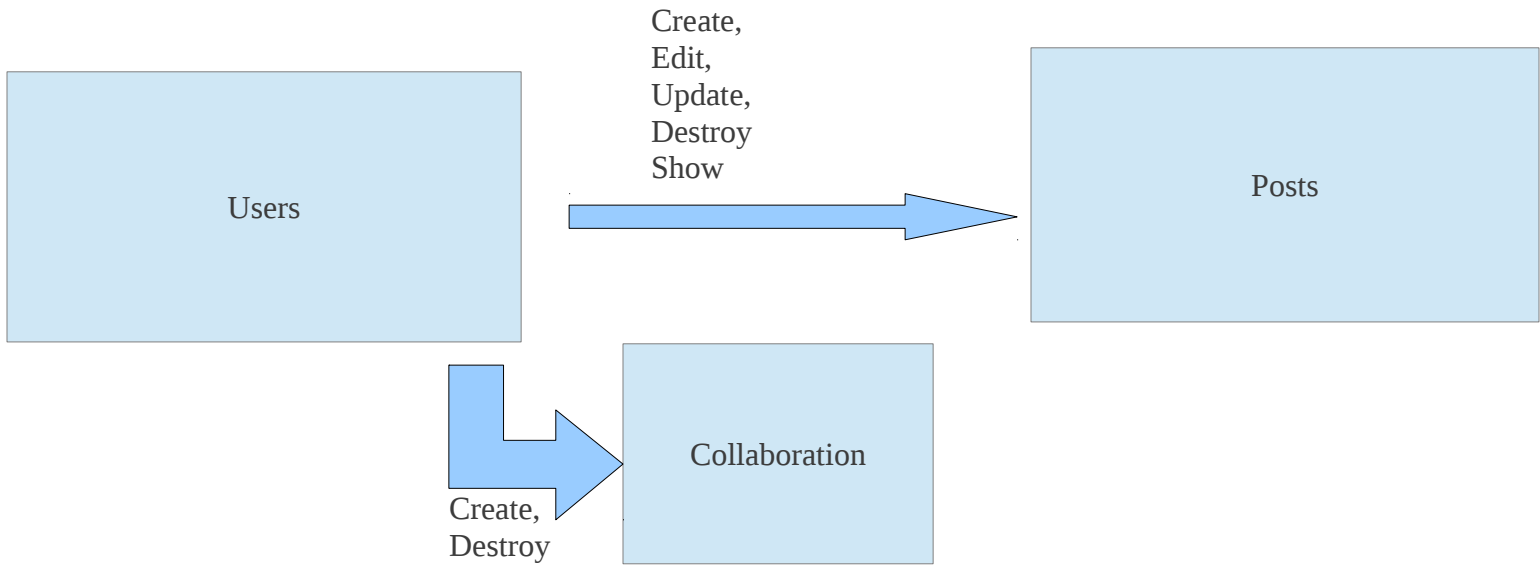 Create,
Edit,
Update,
Destroy
Show
Users
Posts
Collaboration
Create,
Destroy